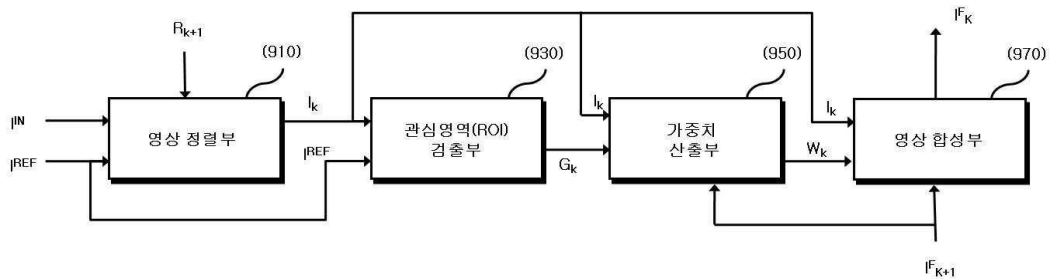 I^F_K
R_{k+1}
(910)
(930)
(950)
(970)
I^IN
I^REF
영상 정렬부
I_k
I^REF
관심영역(ROI)
검출부
G_k
I_k
가중치
산출부
W_k
I_k
영상 합성부
I^F_{K+1}